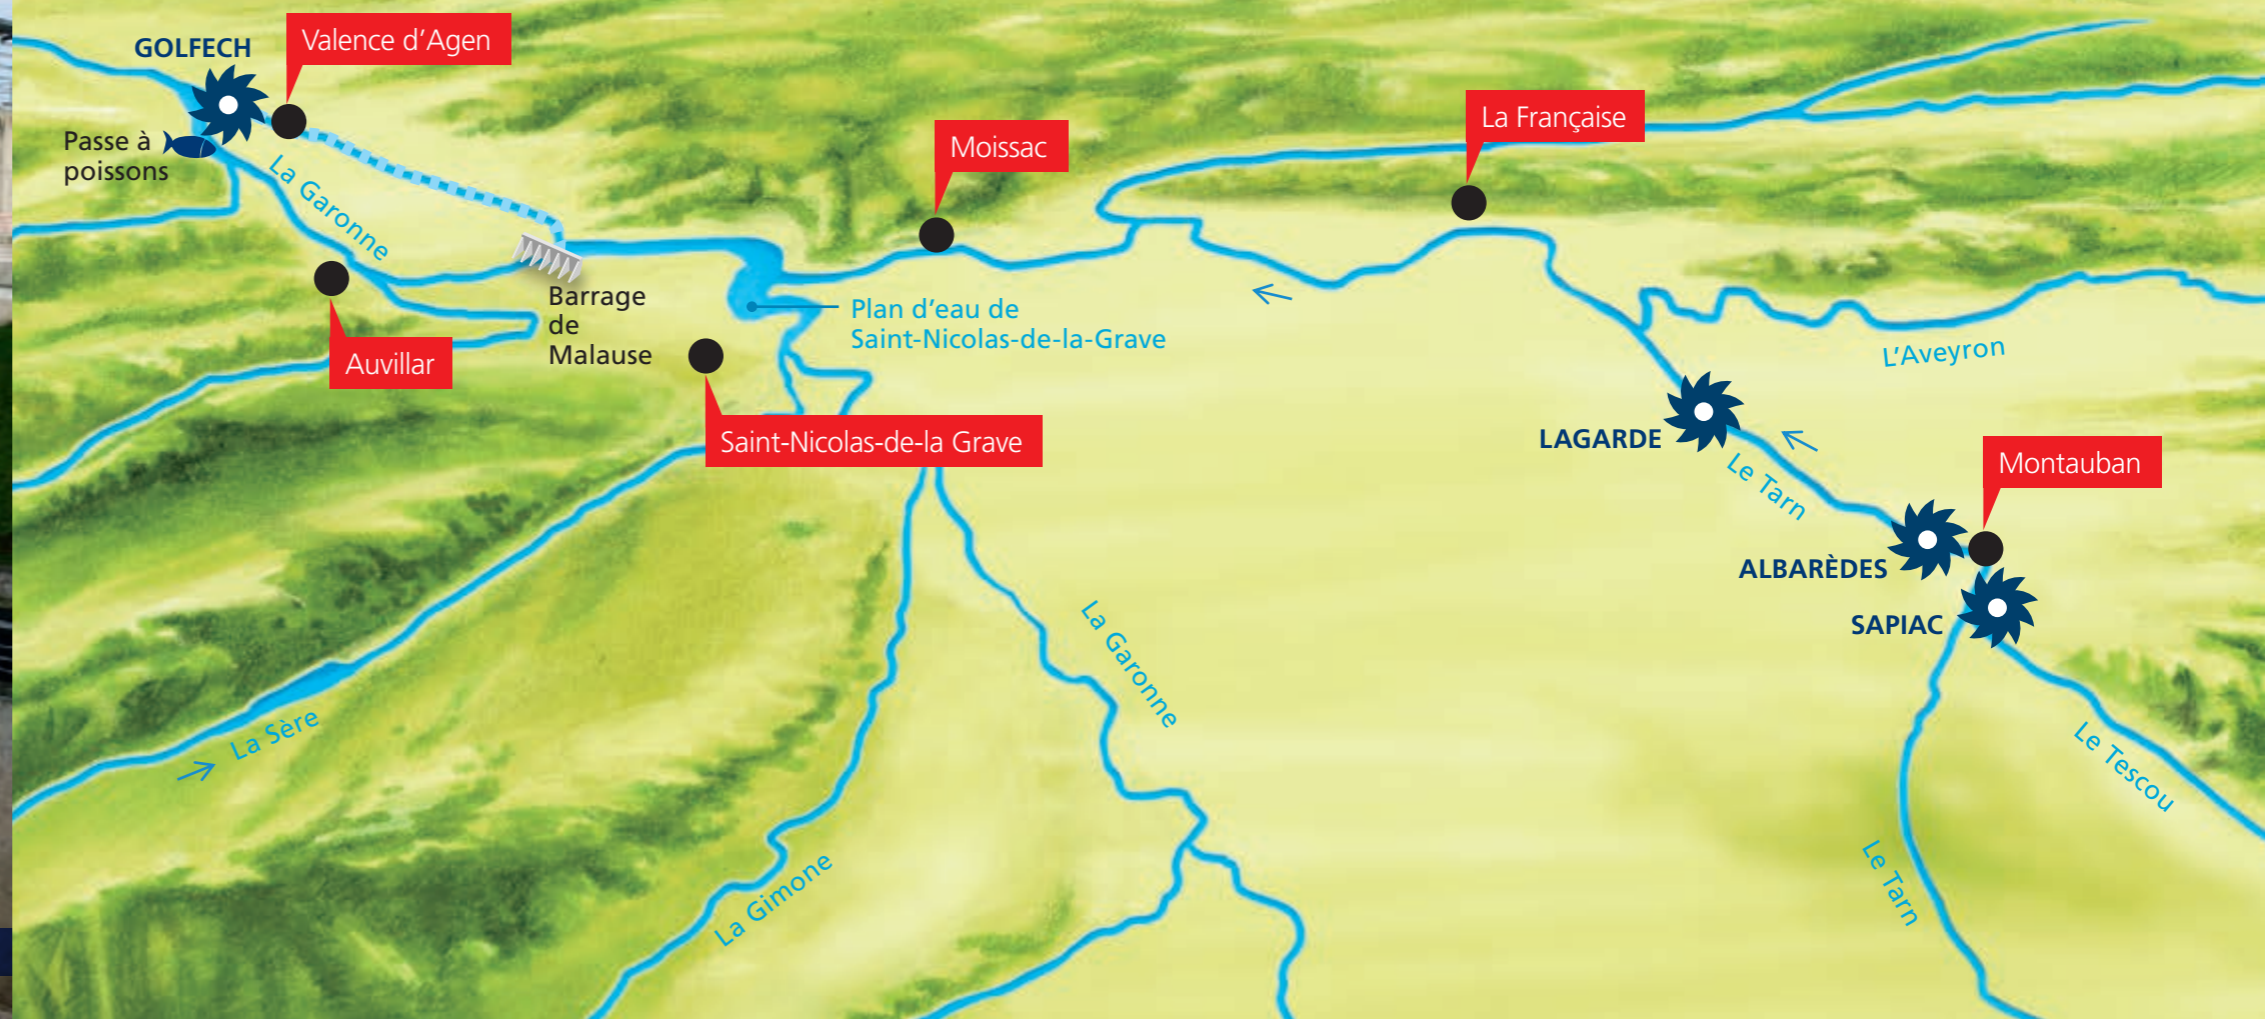 GOLFECH
Valence d’Agen
Passe à
poissons
La Garonne
Moissac
La Française
Barrage
de
Malause
Plan d’eau de
Saint-Nicolas-de-la-Grave
Auvillar
L’Aveyron
Saint-Nicolas-de-la Grave
LAGARDE
Le Tarn
Montauban
ALBARÈDES
SAPIAC
La Garonne
La Sère
Le Tescou
La Gimone
Le Tarn